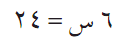 ٦ س = ٢٤